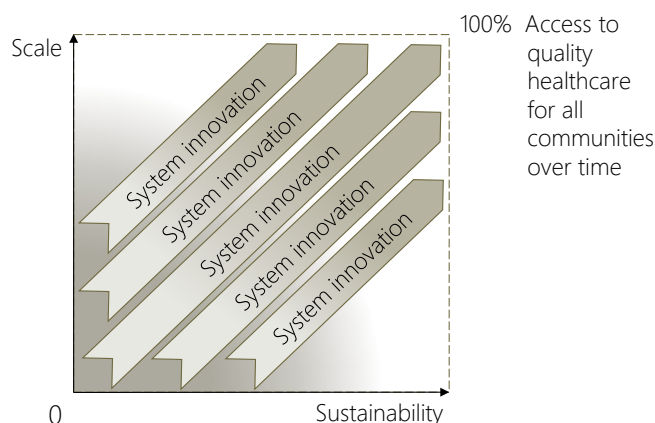 100% Access to
Scale quality
healthcare
for all
communities
over time
System innovation
System innovation
System innovation
System innovation
System innovation
0 Sustainability